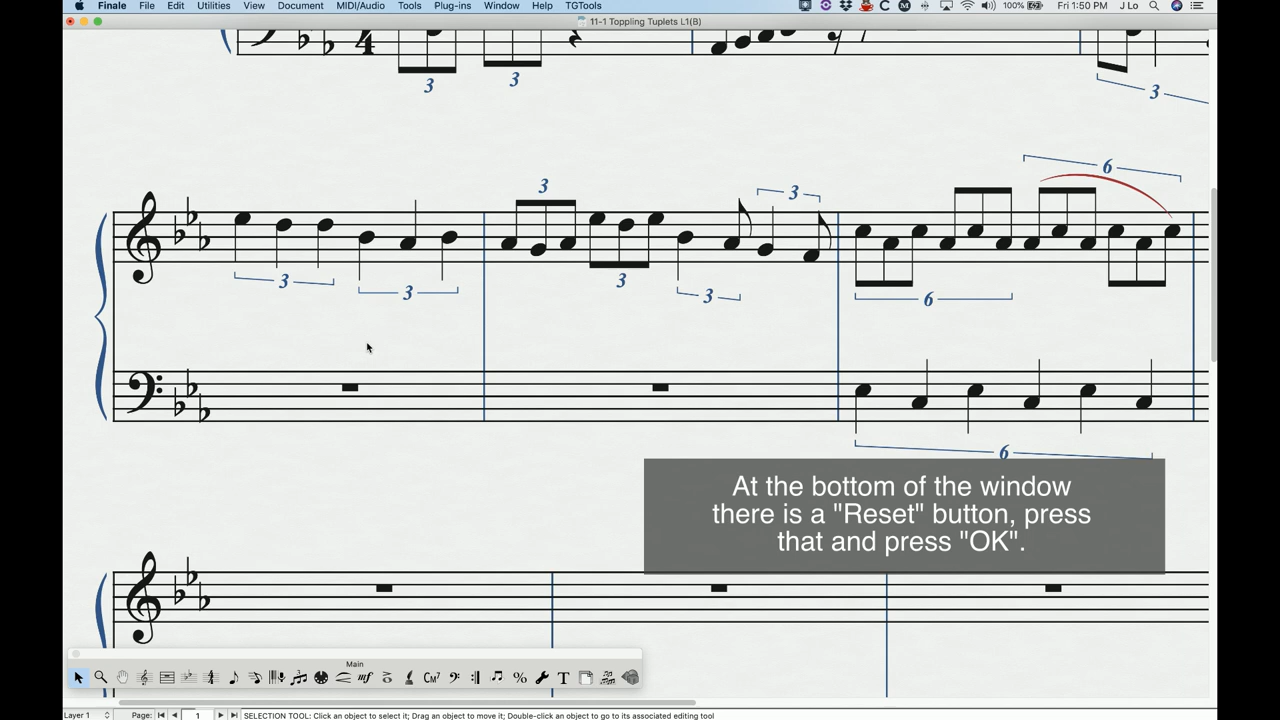 Finale File Edit Utilities View Document MIDI/Audio Tools Plug-ins Window Help TGTools 100% Fri 1:50 PM J Lo
11-1 Toppling Tuplets L1(B)
4
3 3 3
6
3 3
3 3 3 3 6
6
At the bottom of the window
there is a "Reset" button, press
that and press "OK".
Main
mf CM7 % T
Layer 1 Page: 1 SELECTION TOOL: Click an object to select it; Drag an object to move it; Double-click an object to go to its associated editing tool